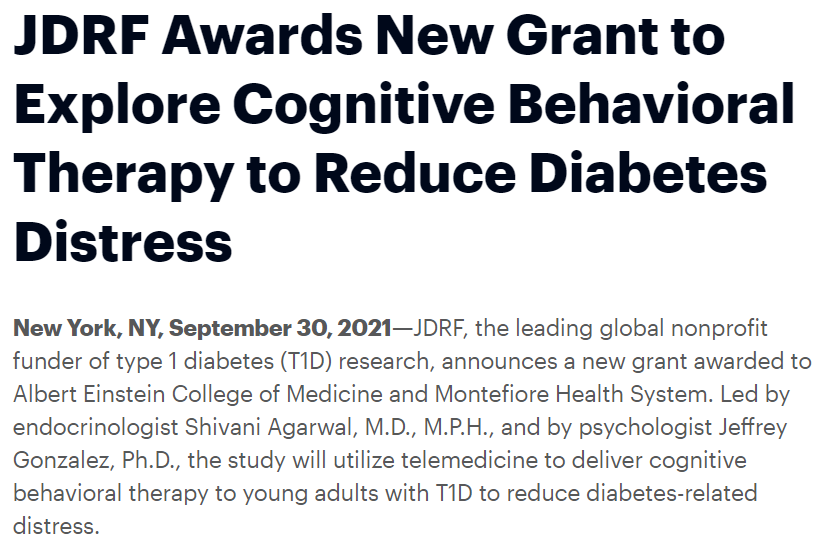 JDRF Awards New Grant to
Explore Cognitive Behavioral
Therapy to Reduce Diabetes
Distress
New York, NY, September 30, 2021—JDRF, the leading global nonprofit
funder of type 1 diabetes (T1D) research, announces a new grant awarded to
Albert Einstein College of Medicine and Montefiore Health System. Led by
endocrinologist Shivani Agarwal, M.D., M.P.H., and by psychologist Jeffrey
Gonzalez, Ph.D., the study will utilize telemedicine to deliver cognitive
behavioral therapy to young adults with T1D to reduce diabetes-related
distress.